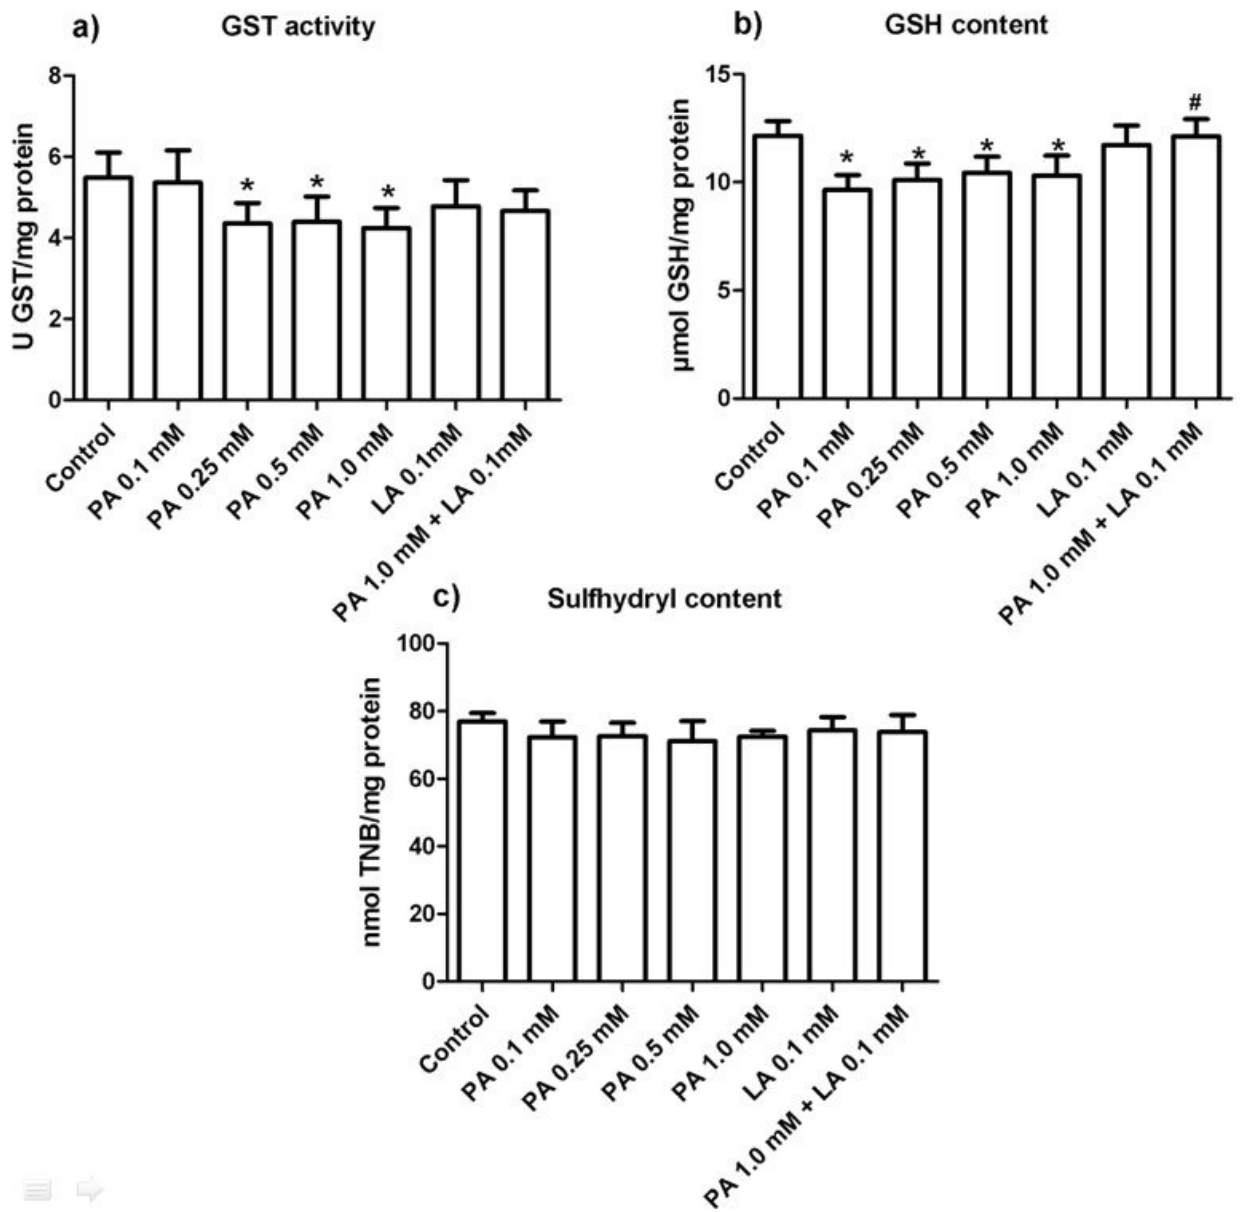 a) GST activity
U GST/mg protein
8
6
4
2
0
* * *
Control
PA 0.1 mM
PA 0.25 mM
PA 0.5 mM
PA 1.0 mM
LA 0.1mM
PA 1.0 mM + LA 0.1mM
b) GSH content
µmol GSH/mg protein
15
10
5
0
* * * * #
Control
PA 0.1 mM
PA 0.25 mM
PA 0.5 mM
PA 1.0 mM
LA 0.1 mM
PA 1.0 mM + LA 0.1 mM
c) Sulfhydryl content
nmol TNB/mg protein
100
80
60
40
20
0
Control
PA 0.1 mM
PA 0.25 mM
PA 0.5 mM
PA 1.0 mM
LA 0.1 mM
PA 1.0 mM + LA 0.1 mM